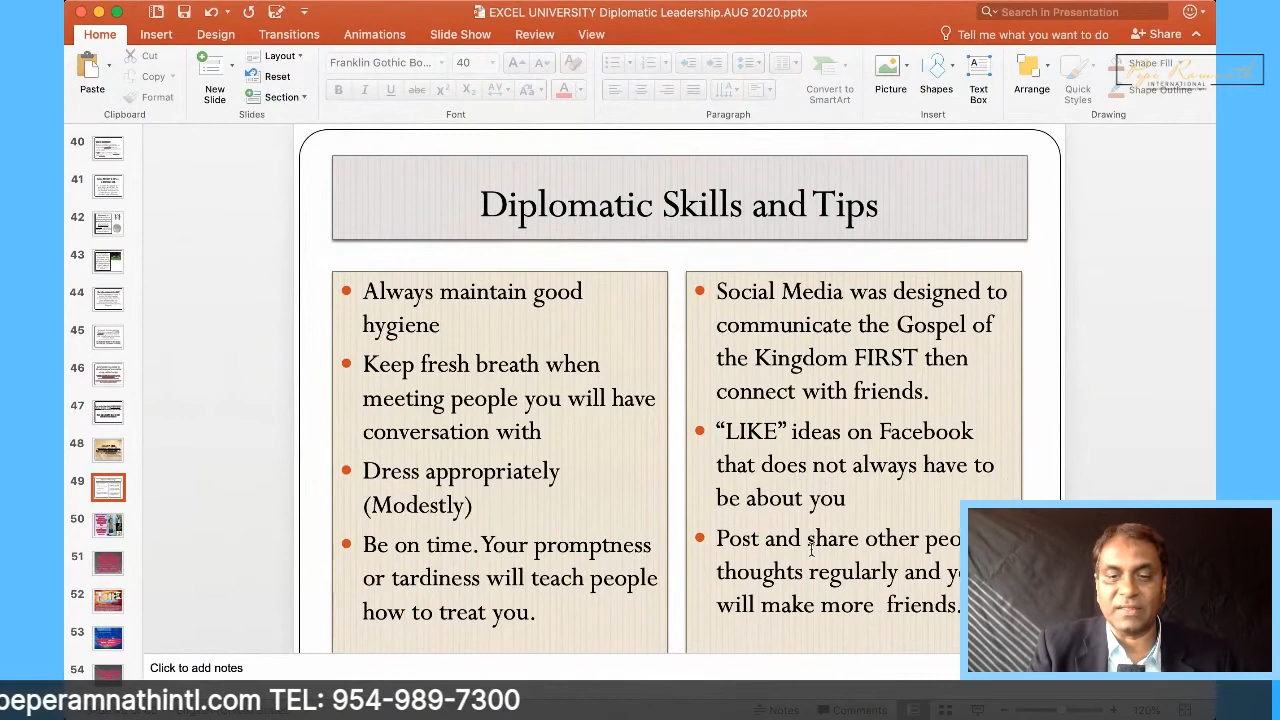 EXCEL UNIVERSITY Diplomatic Leadership.AUG 2020.pptx
Search in Presentation
Home Insert Design Transitions Animations Slide Show Review View
Tell me what you want to do
Share
Paste
Cut
Copy
Format
New Slide
Layout
Reset
Section
Franklin Gothic Bo...
40
B I U abc X² X₂ AV Aa A
Convert to SmartArt
Picture
Shapes
Text Box
Arrange
Quick Styles
Shape Fill
Shape Outline
INTERNATIONAL
Clipboard Slides Font Paragraph Insert Drawing
40
41
42
43
44
45
46
47
48
49
50
51
52
53
54
Diplomatic Skills and Tips
• Always maintain good
hygiene
• Keep fresh breath when
meeting people you will have
conversation with
• Dress appropriately
(Modestly)
• Be on time. Your promptness
or tardiness will teach people
how to treat you.
• Social Media was designed to
communicate the Gospel of
the Kingdom FIRST then
connect with friends.
• “LIKE” ideas on Facebook
that does not always have to
be about you
• Post and share other
thoughts regularly and
will make more friends.
Click to add notes
Notes Comments 120%
oeperamnathintl.com TEL: 954-989-7300